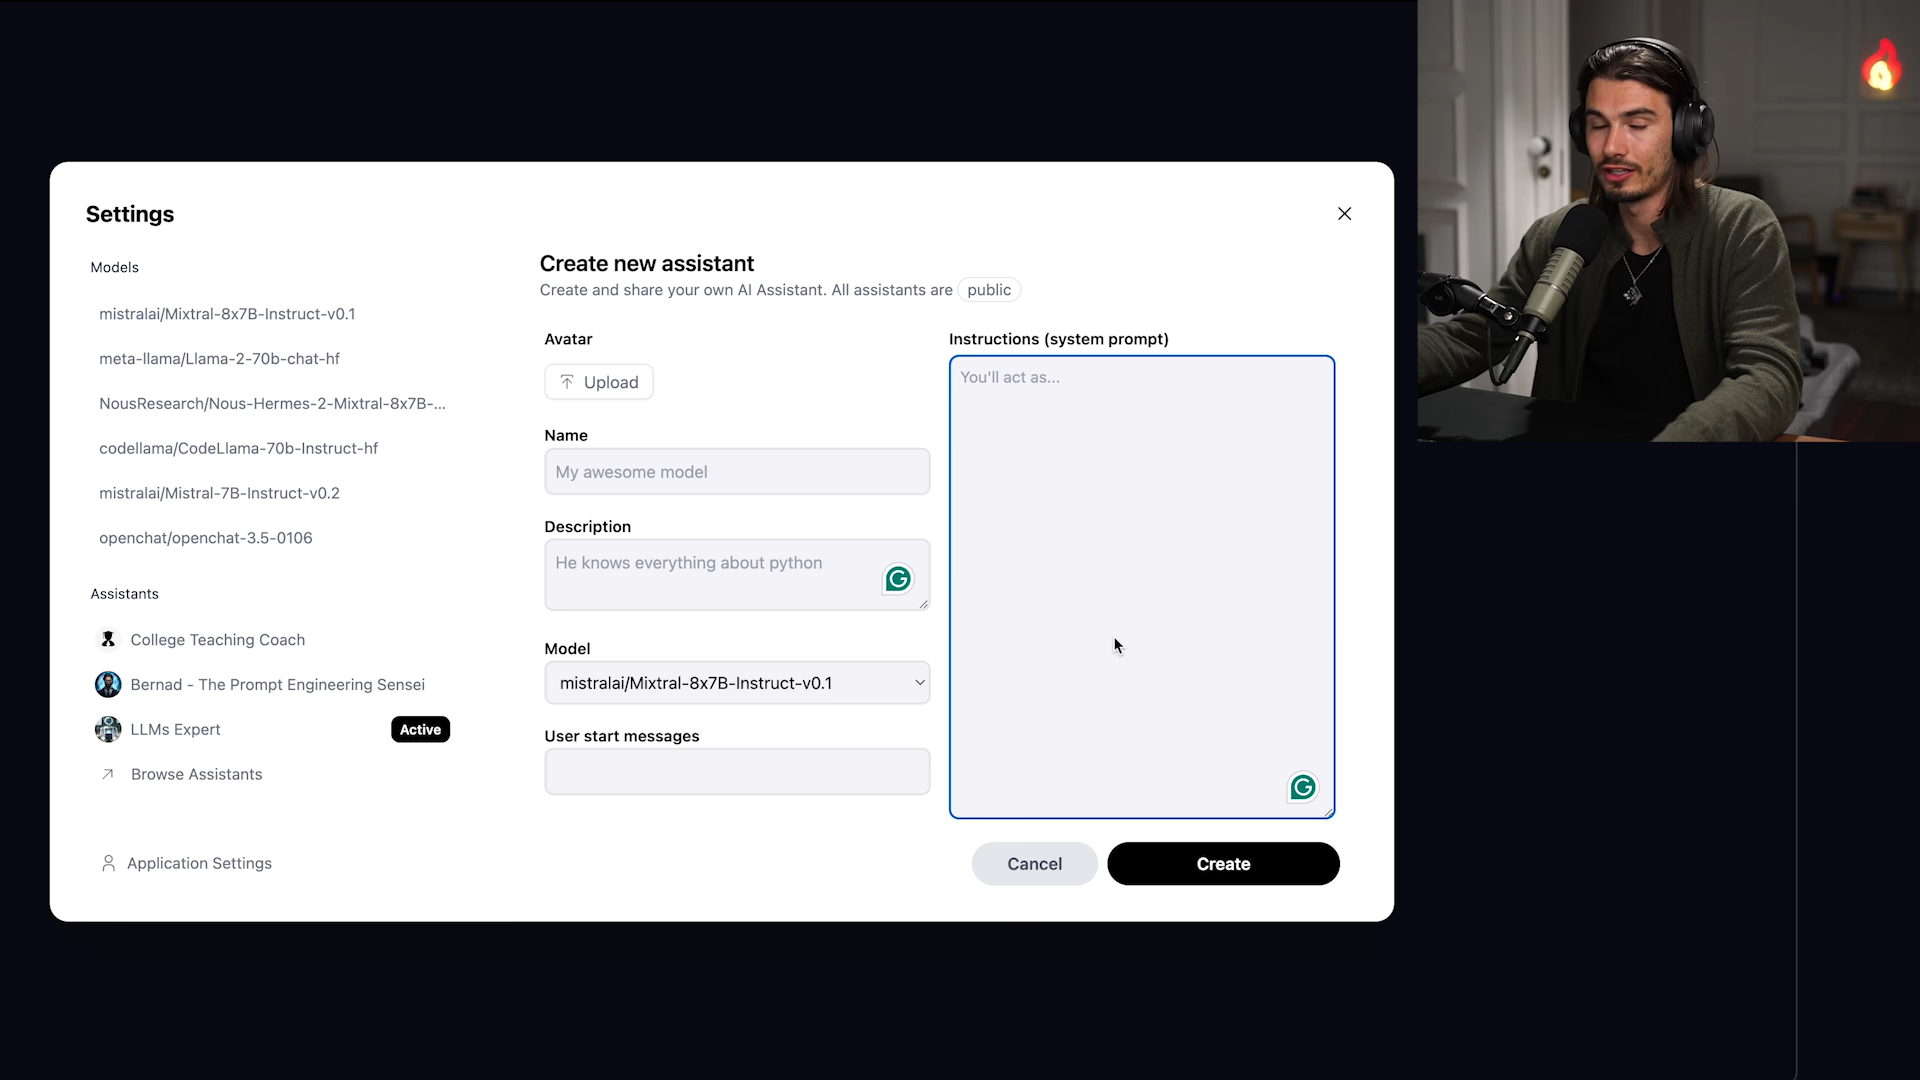 Settings
Models
mistralai/Mixtral-8x7B-Instruct-v0.1
meta-llama/Llama-2-70b-chat-hf
NousResearch/Nous-Hermes-2-Mixtral-8x7B-...
codellama/CodeLlama-70b-Instruct-hf
mistralai/Mistral-7B-Instruct-v0.2
openchat/openchat-3.5-0106
Assistants
College Teaching Coach
Bernad - The Prompt Engineering Sensei
LLMs Expert
Active
Browse Assistants
Application Settings
Create new assistant
Create and share your own AI Assistant. All assistants are public
Avatar
Upload
Name
My awesome model
Description
He knows everything about python
Model
mistralai/Mixtral-8x7B-Instruct-v0.1
User start messages
Instructions (system prompt)
You'll act as...
Cancel
Create